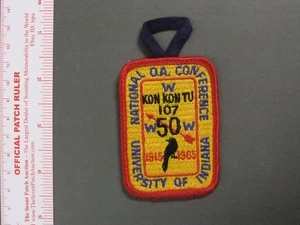 NATIONAL O.A. CONFERENCE
W
KON KON TU
107
W 50 W
1915 1965
UNIVERSITY OF INDIANA
OFFICIAL PATCH RULER